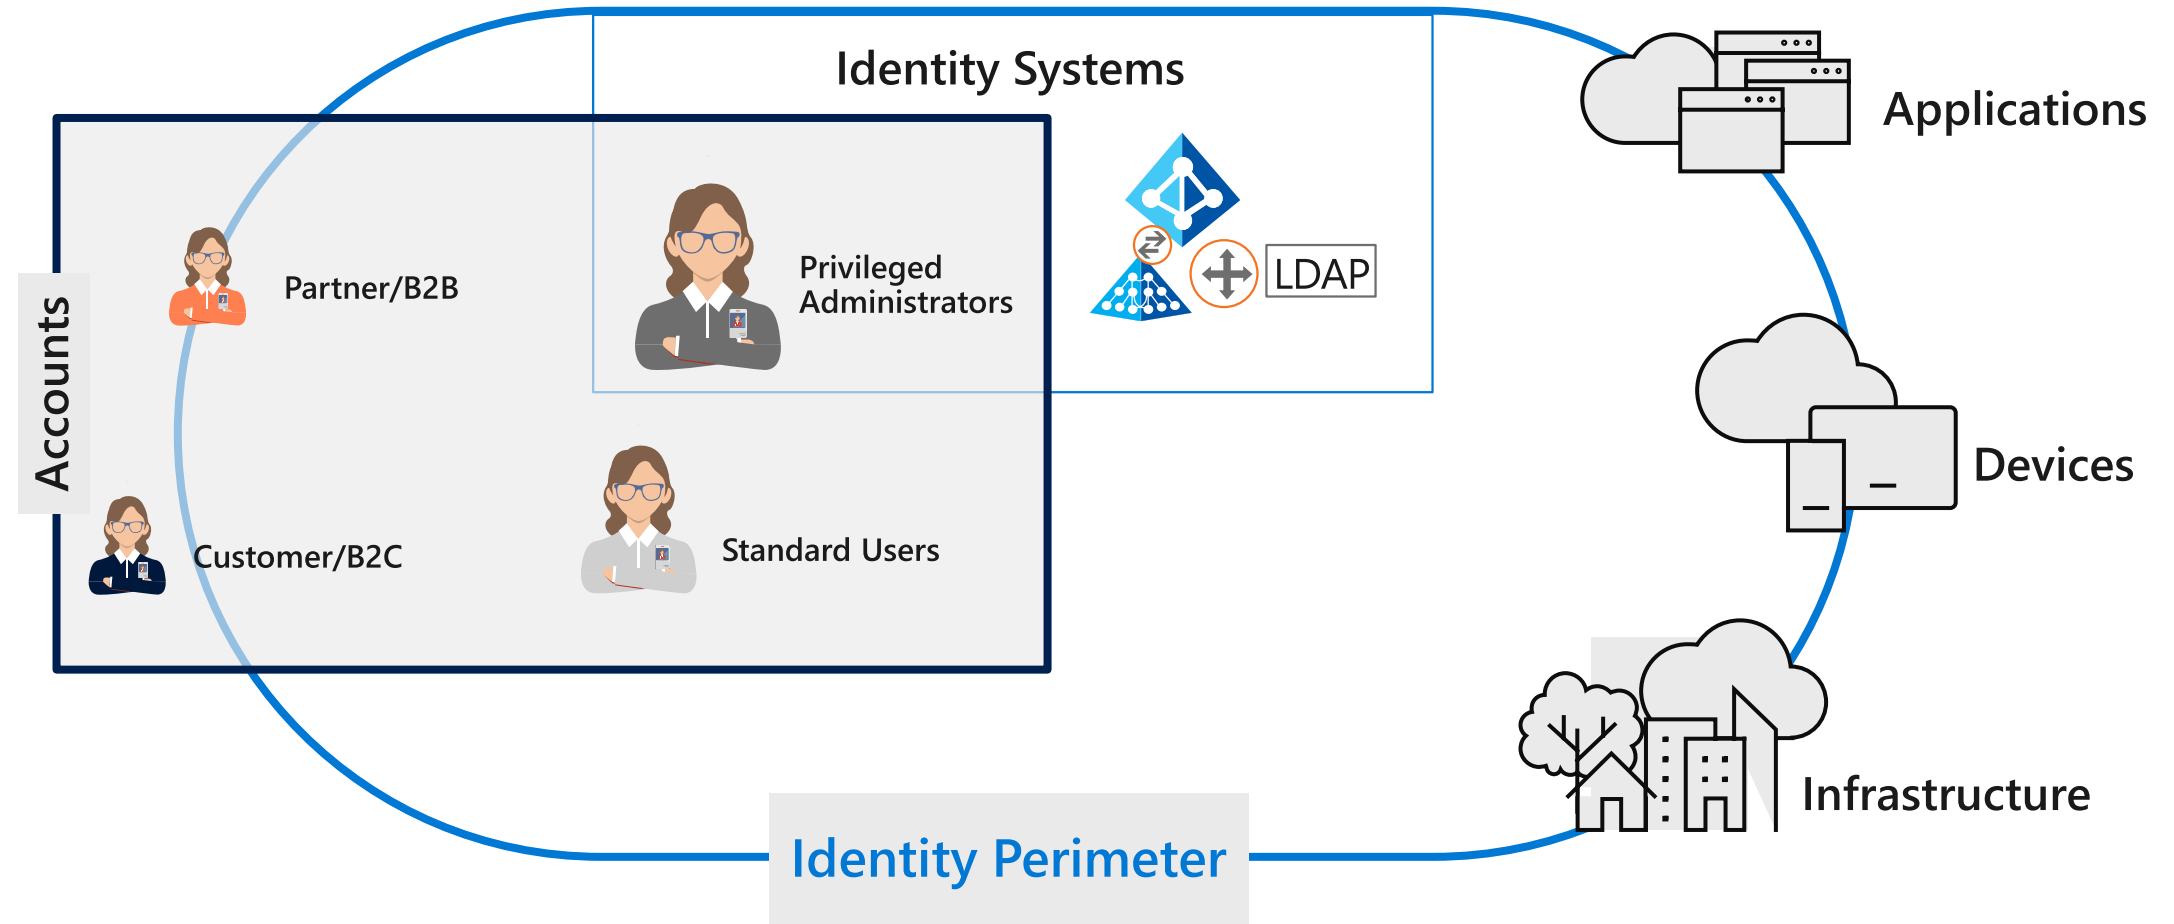 Identity Systems
Applications
Partner/B2B
Privileged
Administrators
LDAP
Accounts
Devices
Customer/B2C
Standard Users
Infrastructure
Identity Perimeter